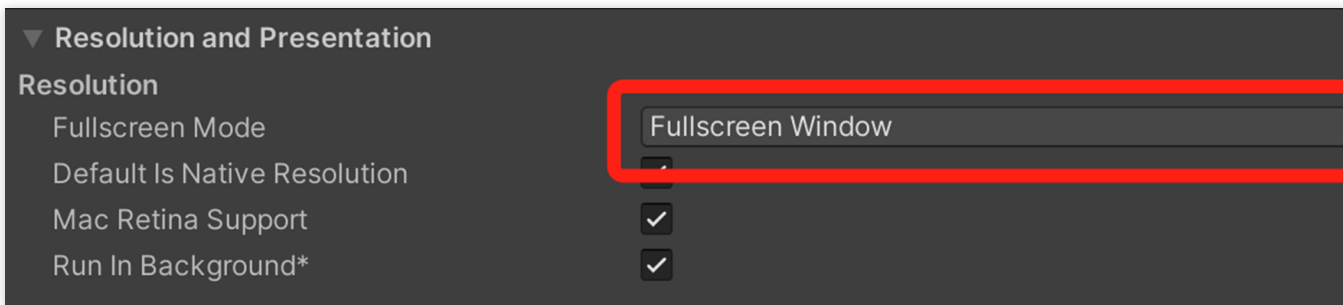 Resolution and Presentation
Resolution
Fullscreen Mode Fullscreen Window
Default Is Native Resolution
Mac Retina Support
Run In Background*